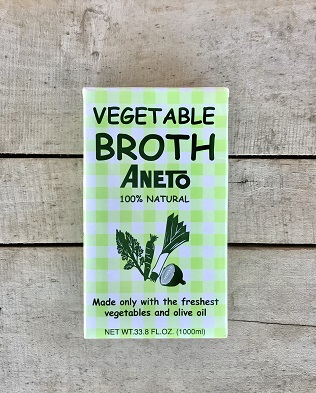 VEGETABLE
BROTH
ANETO
100% NATURAL
Made only with the freshest
vegetables and olive oil
NET WT.33.8 FL.OZ. (1000ml)